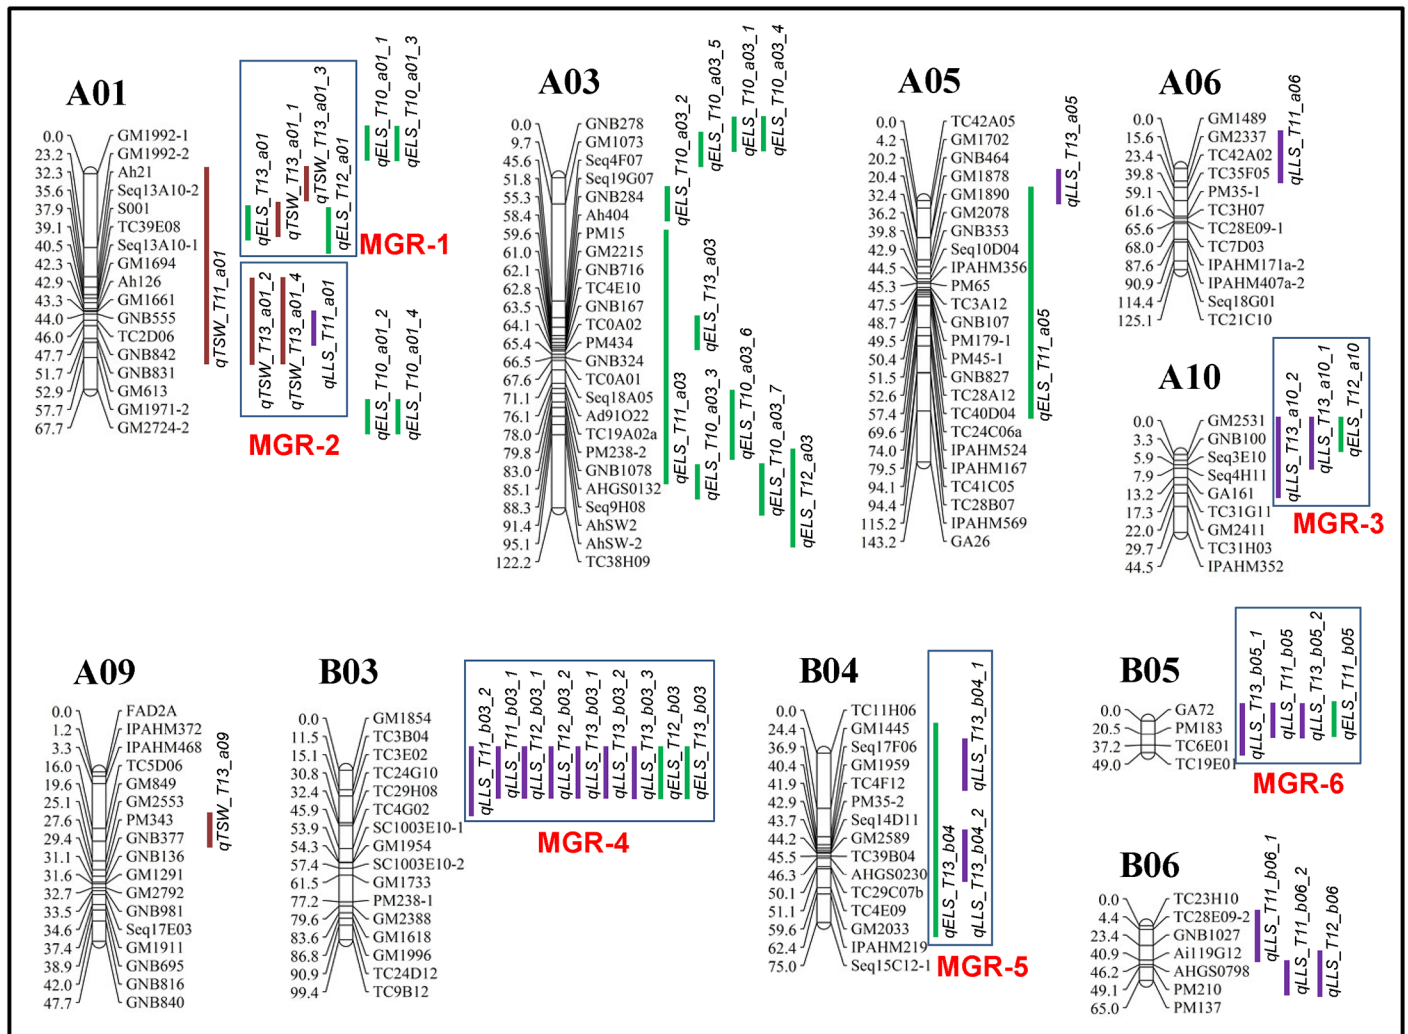 A01
0.0 GM1992-1
23.2 GM1992-2
32.3 Ah21
35.6 Seq13A10-2
37.9 S001
39.1 TC39E08
40.5 Seq13A10-1
42.3 GM1694
42.9 Ah126
43.3 GM1661
44.0 GNB555
46.0 TC2D06
47.7 GNB842
51.7 GNB831
52.9 GM613
57.7 GM1971-2
67.7 GM2724-2
qTSW_T11_a01
qELS_T13_a01
qTSW_T13_a01_1
qTSW_T13_a01_3
qELS_T12_a01
MGR-1
qELS_T10_a01_1
qELS_T10_a01_3
qTSW_T13_a01_2
qTSW_T13_a01_4
qLLS_T11_a01
MGR-2
qELS_T10_a01_2
qELS_T10_a01_4
A03
0.0 GNB278
9.7 GM1073
45.6 Seq4F07
51.8 Seq19G07
55.3 GNB284
58.4 Ah404
59.6 PM15
61.0 GM2215
62.1 GNB716
62.8 TC4E10
63.5 GNB167
64.1 TC0A02
65.4 PM434
66.5 GNB324
67.6 TC0A01
71.1 Seq18A05
76.1 Ad91O22
78.0 TC19A02a
79.8 PM238-2
83.0 GNB1078
85.1 AHGS0132
88.3 Seq9H08
91.4 AhSW2
95.1 AhSW-2
122.2 TC38H09
qELS_T10_a03_2
qELS_T10_a03_5
qELS_T10_a03_1
qELS_T10_a03_4
qELS_T13_a03
qELS_T11_a03
qELS_T10_a03_3
qELS_T10_a03_6
qELS_T10_a03_7
qELS_T12_a03
A05
0.0 TC42A05
4.2 GM1702
20.2 GNB464
20.4 GM1878
32.4 GM1890
36.2 GM2078
39.8 GNB353
42.9 Seq10D04
44.5 IPAHM356
45.3 PM65
47.5 TC3A12
48.7 GNB107
49.5 PM179-1
50.4 PM45-1
51.5 GNB827
52.6 TC28A12
57.4 TC40D04
69.6 TC24C06a
74.0 IPAHM524
79.5 IPAHM167
94.1 TC41C05
94.4 TC28B07
115.2 IPAHM569
143.2 GA26
qLLS_T13_a05
qELS_T11_a05
A06
0.0 GM1489
15.6 GM2337
23.4 TC42A02
39.8 TC35F05
59.1 PM35-1
61.6 TC3H07
65.6 TC28E09-1
68.0 TC7D03
87.6 IPAHM171a-2
90.9 IPAHM407a-2
114.4 Seq18G01
125.1 TC21C10
qLLS_T11_a06
A10
0.0 GM2531
3.3 GNB100
5.9 Seq3E10
7.9 Seq4H11
13.2 GA161
17.3 TC31G11
22.0 GM2411
29.7 TC31H03
44.5 IPAHM352
qLLS_T13_a10_2
qLLS_T13_a10_1
qELS_T12_a10
MGR-3
A09
0.0 FAD2A
1.2 IPAHM372
3.3 IPAHM468
16.0 TC5D06
19.6 GM849
25.1 GM2553
27.6 PM343
29.4 GNB377
31.1 GNB136
31.6 GM1291
32.7 GM2792
33.5 GNB981
34.6 Seq17E03
37.4 GM1911
38.9 GNB695
42.0 GNB816
47.7 GNB840
qTSW_T13_a09
B03
0.0 GM1854
11.5 TC3B04
15.1 TC3E02
30.8 TC24G10
32.4 TC29H08
45.9 TC4G02
53.9 SC1003E10-1
54.3 GM1954
57.4 SC1003E10-2
61.5 GM1733
77.2 PM238-1
79.6 GM2388
83.6 GM1618
86.8 GM1996
90.9 TC24D12
99.4 TC9B12
qLLS_T11_b03_2
qLLS_T11_b03_1
qLLS_T12_b03_1
qLLS_T12_b03_2
qLLS_T13_b03_1
qLLS_T13_b03_2
qLLS_T13_b03_3
qELS_T12_b03
qELS_T13_b03
MGR-4
B04
0.0 TC11H06
24.4 GM1445
36.9 Seq17F06
40.4 GM1959
41.9 TC4F12
42.9 PM35-2
43.7 Seq14D11
44.2 GM2589
45.5 TC39B04
46.3 AHGS0230
50.1 TC29C07b
51.1 TC4E09
59.6 GM2033
62.4 IPAHM219
75.0 Seq15C12-1
qELS_T13_b04
qLLS_T13_b04_1
qLLS_T13_b04_2
MGR-5
B05
0.0 GA72
20.5 PM183
37.2 TC6E01
49.0 TC19E01
qLLS_T13_b05_1
qLLS_T11_b05
qLLS_T13_b05_2
qELS_T11_b05
MGR-6
B06
0.0 TC23H10
4.4 TC28E09-2
23.4 GNB1027
40.9 Ai119G12
46.2 AHGS0798
49.1 PM210
65.0 PM137
qLLS_T11_b06_1
qLLS_T11_b06_2
qLLS_T12_b06